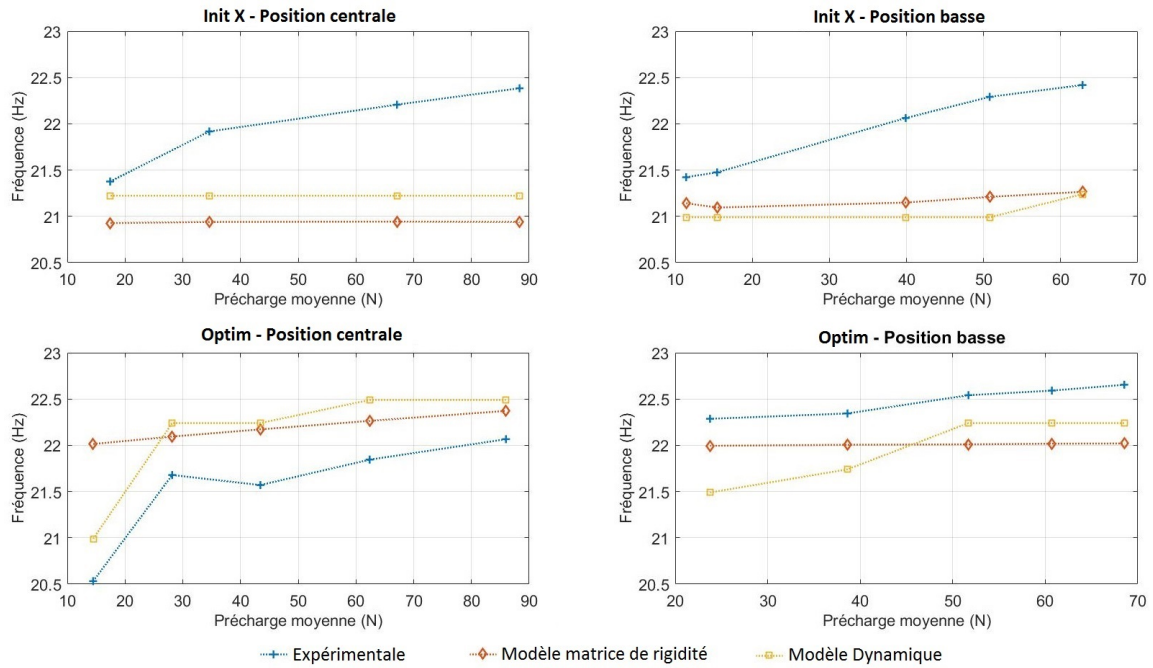 Init X - Position centrale
23
22.5
22
21.5
21
20.5
Fréquence (Hz)
10 20 30 40 50 60 70 80 90
Précharge moyenne (N)
Init X - Position basse
23
22.5
22
21.5
21
20.5
Fréquence (Hz)
10 20 30 40 50 60 70
Précharge moyenne (N)
Optim - Position centrale
23
22.5
22
21.5
21
20.5
Fréquence (Hz)
10 20 30 40 50 60 70 80 90
Précharge moyenne (N)
Optim - Position basse
23
22.5
22
21.5
21
20.5
Fréquence (Hz)
20 30 40 50 60 70
Précharge moyenne (N)
Expérimentale Modèle matrice de rigidité Modèle Dynamique